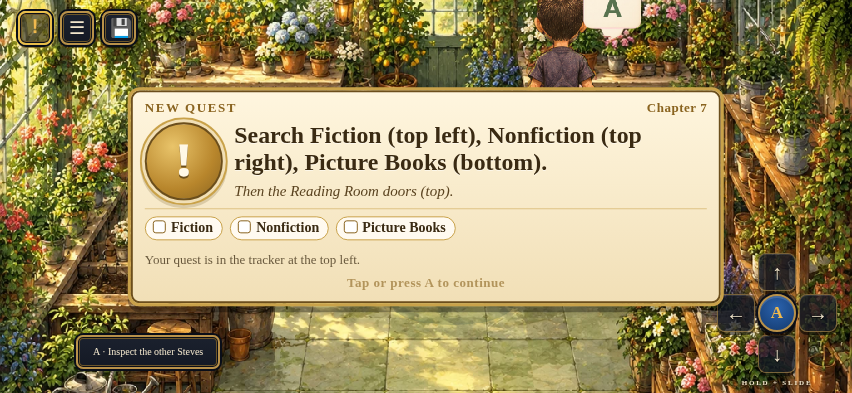 !
A
NEW QUEST
Chapter 7
!
Search Fiction (top left), Nonfiction (top
right), Picture Books (bottom).
Then the Reading Room doors (top).
Fiction
Nonfiction
Picture Books
Your quest is in the tracker at the top left.
Tap or press A to continue
A · Inspect the other Steves
↑
←
A
→
↓
HOLD + SLIDE